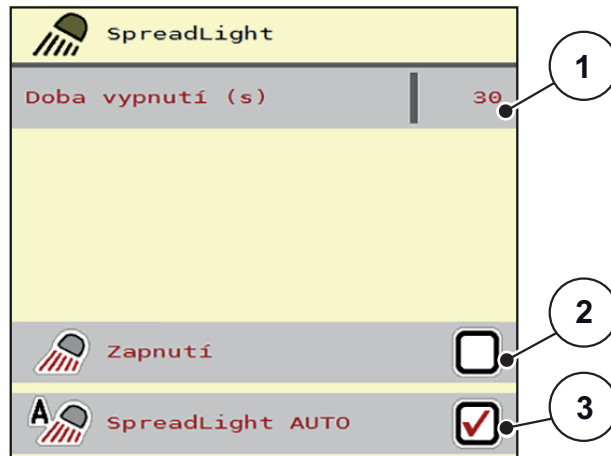 SpreadLight
Doba vypnutí (s) 30
1
Zapnutí
2
A
SpreadLight AUTO
3